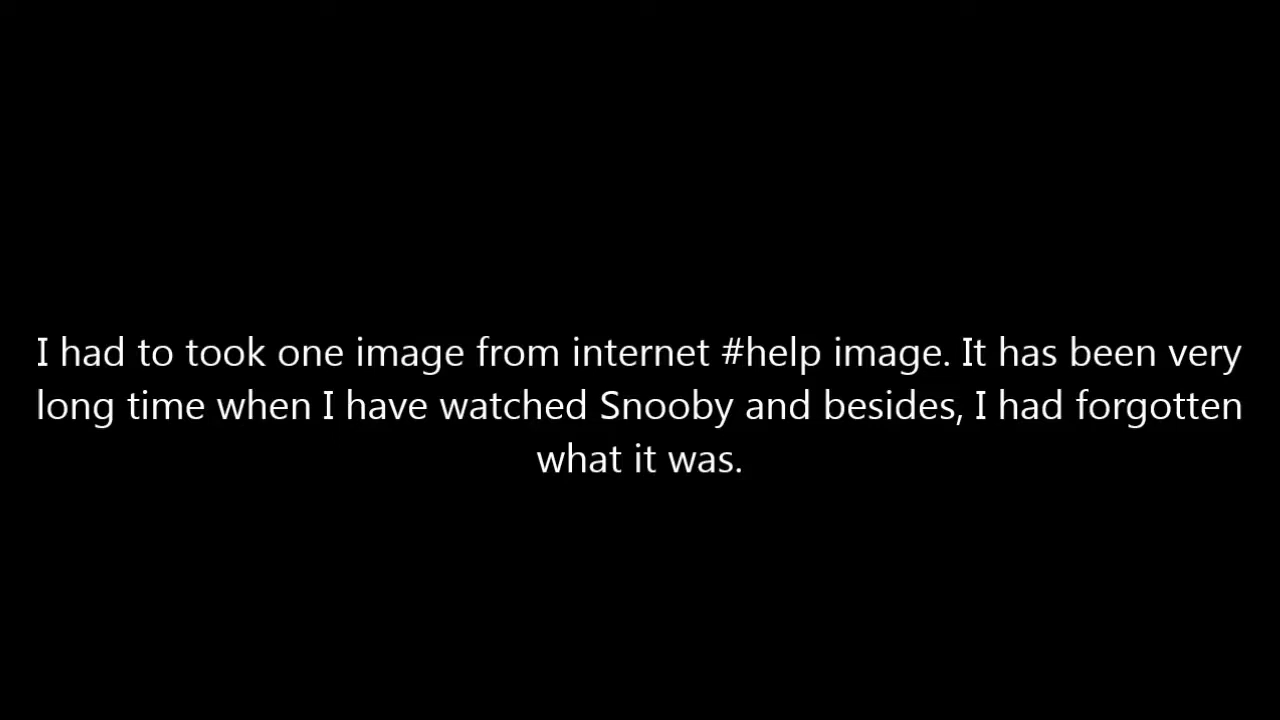 I had to took one image from internet #help image. It has been very
long time when I have watched Snooby and besides, I had forgotten
what it was.